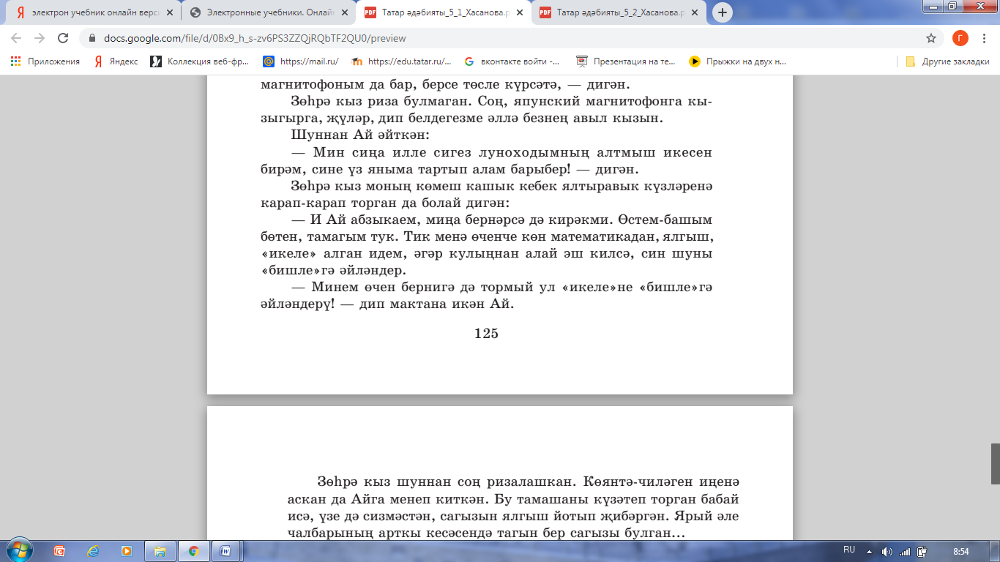 электрон учебник онлайн верс
Электронные учебники. Онлай
Татар әдәбияты_5_1_Хасанова.p
Татар әдәбияты_5_2_Хасанова.p
docs.google.com/file/d/0Bx9_h_s-zv6PS3ZZQjRQbTF2QU0/preview
Г
Приложения
Яндекс
Коллекция веб-фр...
https://mail.ru/
https://edu.tatar.ru/...
вконтакте войти -...
Презентация на те...
Прыжки на двух н...
Другие закладки
магнитофоным да бар, берсе төсле күрсәтә, — дигән.
Зөһрә кыз риза булмаган. Соң, япунский магнитофонга кы-
зыгырга, җүләр, дип белдегезме әллә безнең авыл кызын.
Шуннан Ай әйткән:
— Мин сиңа илле сигез луноходымның алтмыш икесен
бирәм, сине үз яныма тартып алам барыбер! — дигән.
Зөһрә кыз моның көмеш кашык кебек ялтыравык күзләренә
карап-карап торган да болай дигән:
— И Ай абзыкаем, миңа бернәрсә дә кирәкми. Өстем-башым
бөтен, тамагым тук. Тик менә өченче көн математикадан, ялгыш,
«икеле» алган идем, әгәр кулыңнан алай эш килсә, син шуны
«бишле»гә әйләндер.
— Минем өчен бернигә дә тормый ул «икеле»не «бишле»гә
әйләндерү! — дип мактана икән Ай.
125
Зөһрә кыз шуннан соң ризалашкан. Көянтә-чиләген иңенә
аскан да Айга менеп киткән. Бу тамашаны күзәтеп торган бабай
исә, үзе дә сизмәстән, сагызын ялгыш йотып җибәргән. Ярый әле
чалбарының арткы кесәсендә тагын бер сагызы булган...
RU
8:54